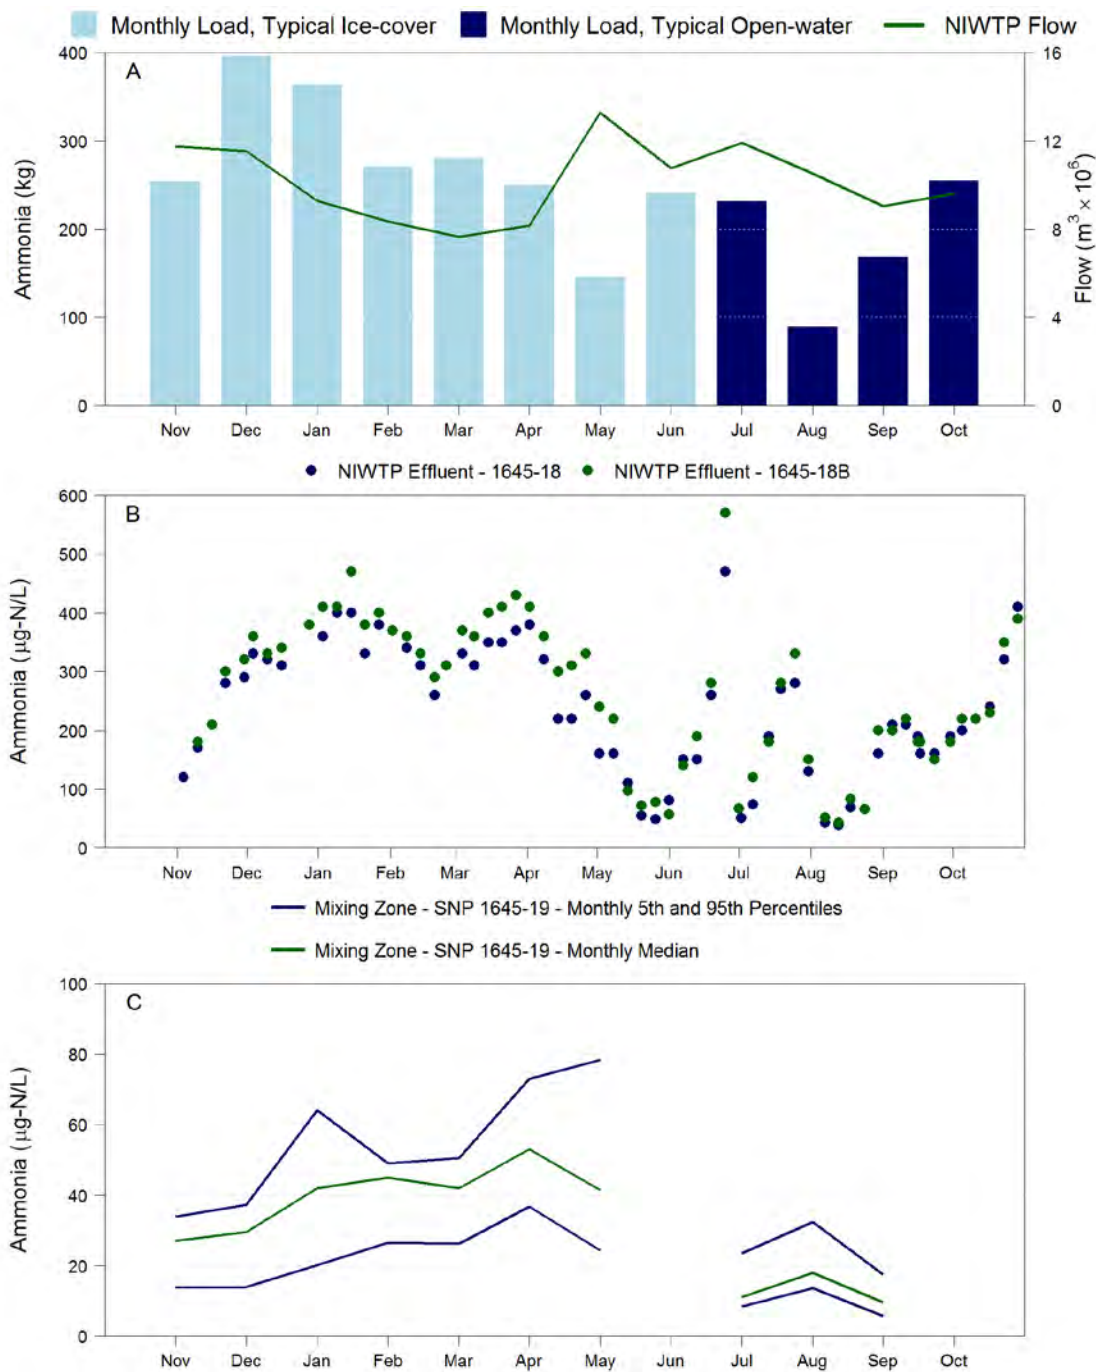 Monthly Load, Typical Ice-cover Monthly Load, Typical Open-water NIWTP Flow
A
Ammonia (kg)
400
300
200
100
0
Flow (m³ × 10⁶)
16
12
8
4
0
Nov Dec Jan Feb Mar Apr May Jun Jul Aug Sep Oct
NIWTP Effluent - 1645-18 NIWTP Effluent - 1645-18B
B
Ammonia (µg-N/L)
600
500
400
300
200
100
0
Nov Dec Jan Feb Mar Apr May Jun Jul Aug Sep Oct
Mixing Zone - SNP 1645-19 - Monthly 5th and 95th Percentiles
Mixing Zone - SNP 1645-19 - Monthly Median
C
Ammonia (µg-N/L)
100
80
60
40
20
0
Nov Dec Jan Feb Mar Apr May Jun Jul Aug Sep Oct